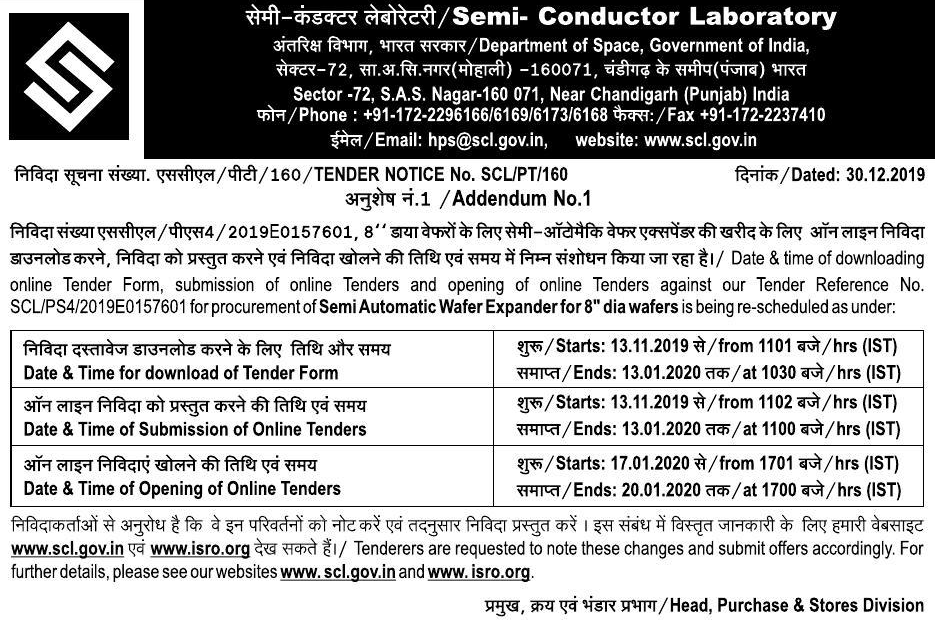 सेमी-कंडक्टर लेबोरेटरी/Semi- Conductor Laboratory
अंतरिक्ष विभाग, भारत सरकार/Department of Space, Government of India,
सेक्टर-72, सा.अ.सि.नगर(मोहाली) -160071, चंडीगढ़ के समीप(पंजाब) भारत
Sector -72, S.A.S. Nagar-160 071, Near Chandigarh (Punjab) India
फोन/Phone : +91-172-2296166/6169/6173/6168 फैक्स:/Fax +91-172-2237410
ईमेल/Email: hps@scl.gov.in, website: www.scl.gov.in
निविदा सूचना संख्या. एससीएल/पीटी/160/TENDER NOTICE No. SCL/PT/160 दिनांक/Dated: 30.12.2019
अनुशेष नं.1 /Addendum No.1
निविदा संख्या एससीएल/पीएस4/2019E0157601, 8'' डाया वेफरों के लिए सेमी-ऑटोमैकि वेफर एक्सपेंडर की खरीद के लिए ऑन लाइन निविदा
डाउनलोड करने, निविदा को प्रस्तुत करने एवं निविदा खोलने की तिथि एवं समय में निम्न संशोधन किया जा रहा है।/ Date & time of downloading
online Tender Form, submission of online Tenders and opening of online Tenders against our Tender Reference No.
SCL/PS4/2019E0157601 for procurement of Semi Automatic Wafer Expander for 8" dia wafers is being re-scheduled as under:
निविदा दस्तावेज डाउनलोड करने के लिए तिथि और समय
Date & Time for download of Tender Form
शुरू/Starts: 13.11.2019 से/from 1101 बजे/hrs (IST)
समाप्त/Ends: 13.01.2020 तक/at 1030 बजे/hrs (IST)
ऑन लाइन निविदा को प्रस्तुत करने की तिथि एवं समय
Date & Time of Submission of Online Tenders
शुरू/Starts: 13.11.2019 से/from 1102 बजे/hrs (IST)
समाप्त/Ends: 13.01.2020 तक/at 1100 बजे/hrs (IST)
ऑन लाइन निविदाएं खोलने की तिथि एवं समय
Date & Time of Opening of Online Tenders
शुरू/Starts: 17.01.2020 से/from 1701 बजे/hrs (IST)
समाप्त/Ends: 20.01.2020 तक/at 1700 बजे/hrs (IST)
निविदाकर्ताओं से अनुरोध है कि वे इन परिवर्तनों को नोट करें एवं तदनुसार निविदा प्रस्तुत करें । इस संबंध में विस्तृत जानकारी के लिए हमारी वेबसाइट
www.scl.gov.in एवं www.isro.org देख सकते हैं।/ Tenderers are requested to note these changes and submit offers accordingly. For
further details, please see our websites www. scl.gov.in and www. isro.org.
प्रमुख, क्रय एवं भंडार प्रभाग/Head, Purchase & Stores Division